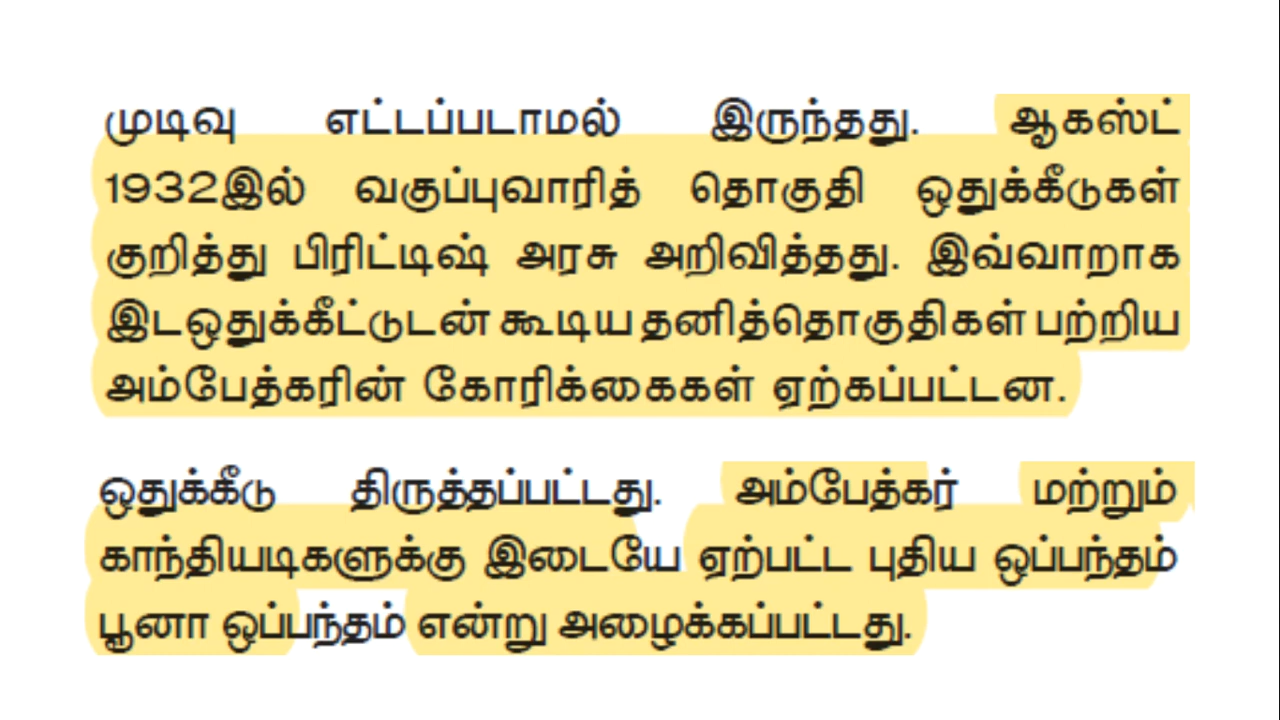 முடிவு எட்டப்படாமல் இருந்தது. ஆகஸ்ட்
1932இல் வகுப்புவாரித் தொகுதி ஒதுக்கீடுகள்
குறித்து பிரிட்டிஷ் அரசு அறிவித்தது. இவ்வாறாக
இடஒதுக்கீட்டுடன் கூடிய தனித்தொகுதிகள் பற்றிய
அம்பேத்கரின் கோரிக்கைகள் ஏற்கப்பட்டன.
ஒதுக்கீடு திருத்தப்பட்டது. அம்பேத்கர் மற்றும்
காந்தியடிகளுக்கு இடையே ஏற்பட்ட புதிய ஒப்பந்தம்
பூனா ஒப்பந்தம் என்று அழைக்கப்பட்டது.